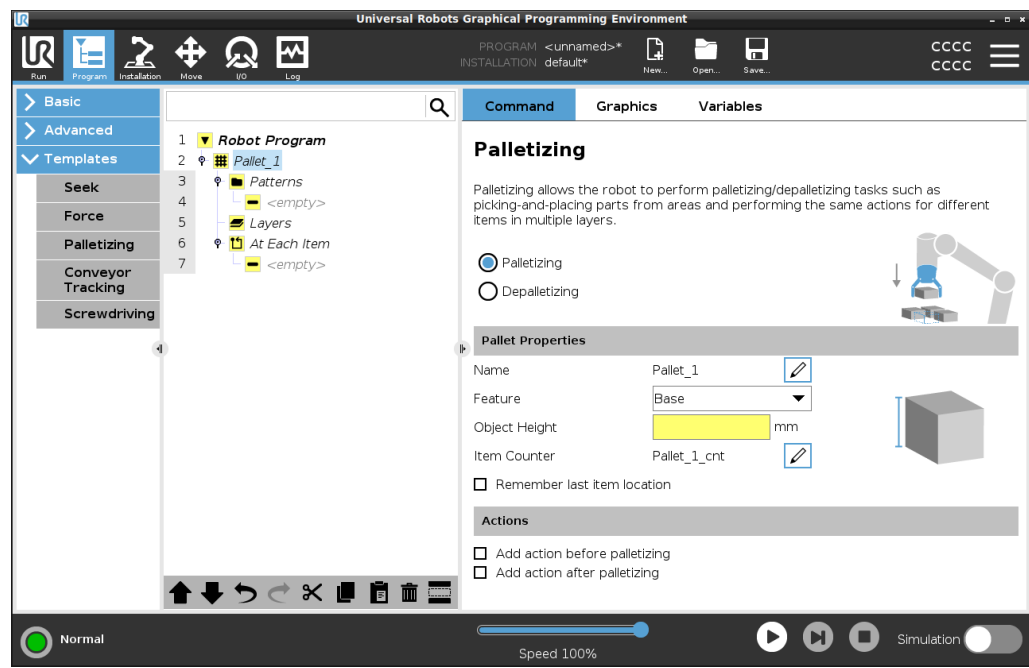 Universal Robots Graphical Programming Environment
Run
Program
Installation
Move
I/O
Log
PROGRAM <unnamed>*
INSTALLATION default*
New...
Open...
Save...
CCCC
CCCC
Basic
Advanced
Templates
Seek
Force
Palletizing
Conveyor
Tracking
Screwdriving
1 Robot Program
2 Pallet_1
3 Patterns
4 <empty>
5 Layers
6 At Each Item
7 <empty>
Command Graphics Variables
Palletizing
Palletizing allows the robot to perform palletizing/depalletizing tasks such as
picking-and-placing parts from areas and performing the same actions for different
items in multiple layers.
Palletizing
Depalletizing
Pallet Properties
Name Pallet_1
Feature Base
Object Height mm
Item Counter Pallet_1_cnt
Remember last item location
Actions
Add action before palletizing
Add action after palletizing
Normal
Speed 100%
Simulation